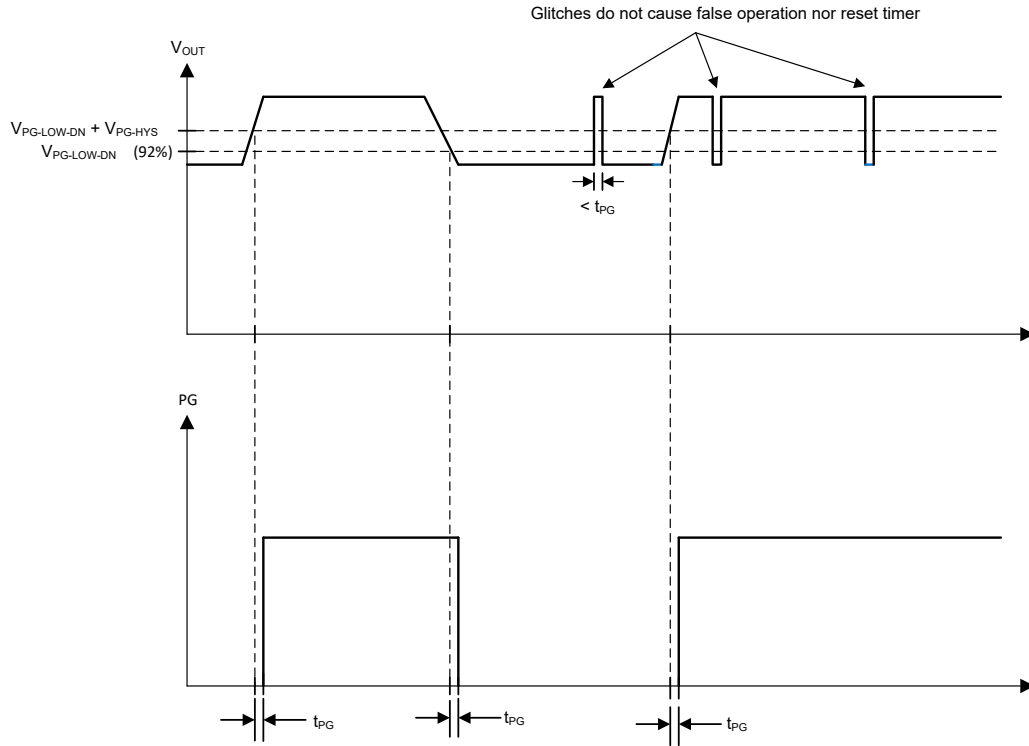 Glitches do not cause false operation nor reset timer
VOUT
VPG-LOW-DN + VPG-HYS
VPG-LOW-DN (92%)
< tPG
PG
tPG
tPG
tPG